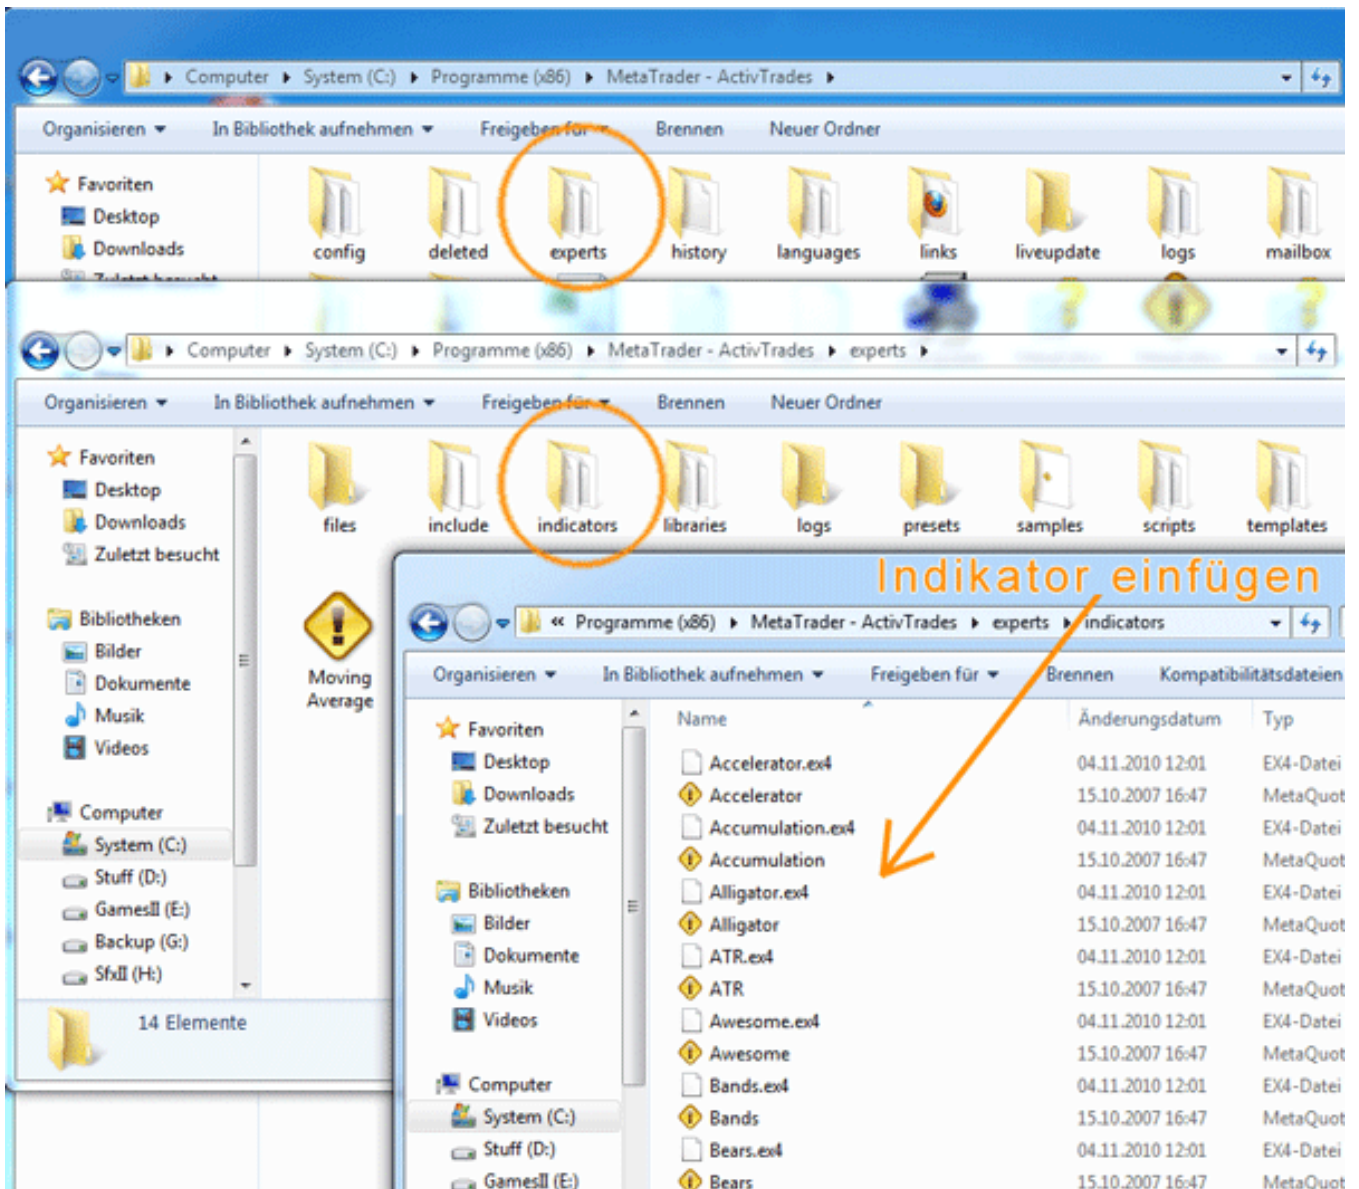 Computer System (C:) Programme (x86) MetaTrader - ActivTrades
Organisieren In Bibliothek aufnehmen Freigeben für Brennen Neuer Ordner
Favoriten
Desktop
Downloads
Zuletzt besucht
config deleted experts history languages links liveupdate logs mailbox
Computer System (C:) Programme (x86) MetaTrader - ActivTrades experts
Organisieren In Bibliothek aufnehmen Freigeben für Brennen Neuer Ordner
Favoriten
Desktop
Downloads
Zuletzt besucht
Bibliotheken
Bilder
Dokumente
Musik
Videos
Computer
System (C:)
Stuff (D:)
GamesII (E:)
Backup (G:)
SfxII (H:)
files include indicators libraries logs presets samples scripts templates
Moving
Average
14 Elemente
Indikator einfügen
« Programme (x86) MetaTrader - ActivTrades experts indicators
Organisieren In Bibliothek aufnehmen Freigeben für Brennen Kompatibilitätsdateien
Favoriten
Desktop
Downloads
Zuletzt besucht
Bibliotheken
Bilder
Dokumente
Musik
Videos
Computer
System (C:)
Stuff (D:)
GamesII (E:)
Name Änderungsdatum Typ
Accelerator.ex4 04.11.2010 12:01 EX4-Datei
Accelerator 15.10.2007 16:47 MetaQuot
Accumulation.ex4 04.11.2010 12:01 EX4-Datei
Accumulation 15.10.2007 16:47 MetaQuot
Alligator.ex4 04.11.2010 12:01 EX4-Datei
Alligator 15.10.2007 16:47 MetaQuot
ATR.ex4 04.11.2010 12:01 EX4-Datei
ATR 15.10.2007 16:47 MetaQuot
Awesome.ex4 04.11.2010 12:01 EX4-Datei
Awesome 15.10.2007 16:47 MetaQuot
Bands.ex4 04.11.2010 12:01 EX4-Datei
Bands 15.10.2007 16:47 MetaQuot
Bears.ex4 04.11.2010 12:01 EX4-Datei
Bears 15.10.2007 16:47 MetaQuot